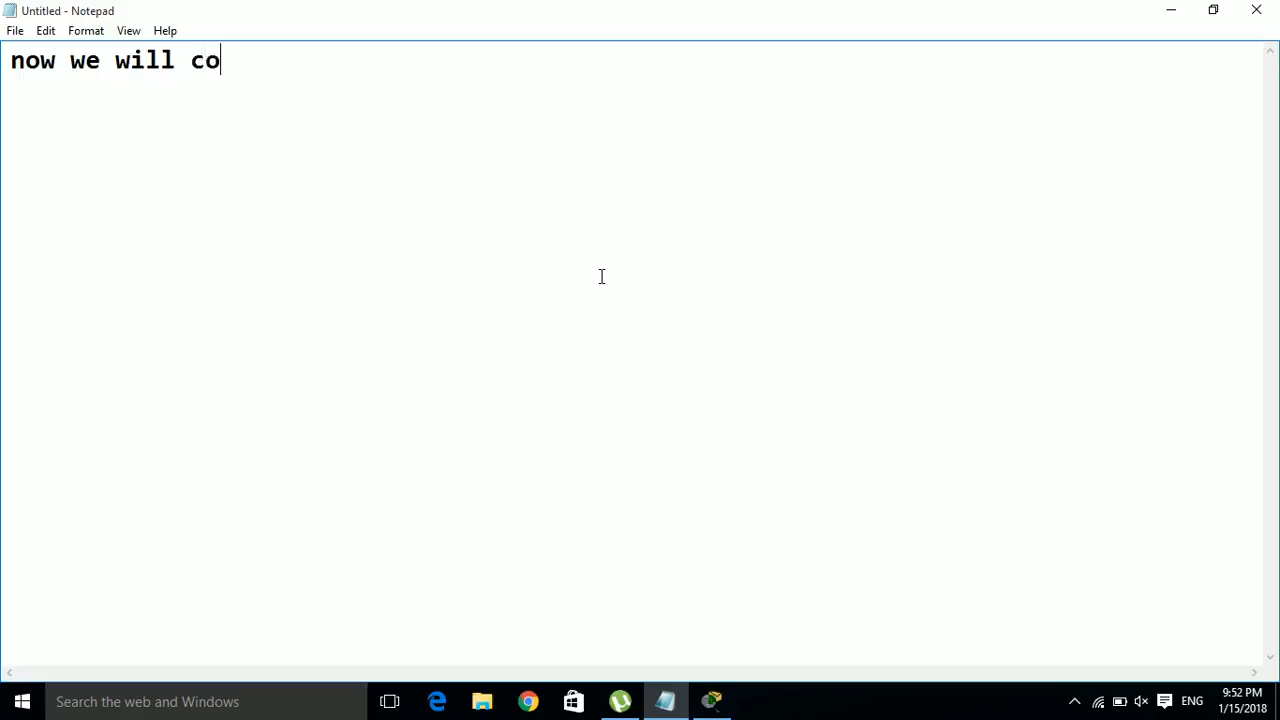 Untitled - Notepad
File Edit Format View Help
now we will co
Search the web and Windows
ENG
9:52 PM
1/15/2018